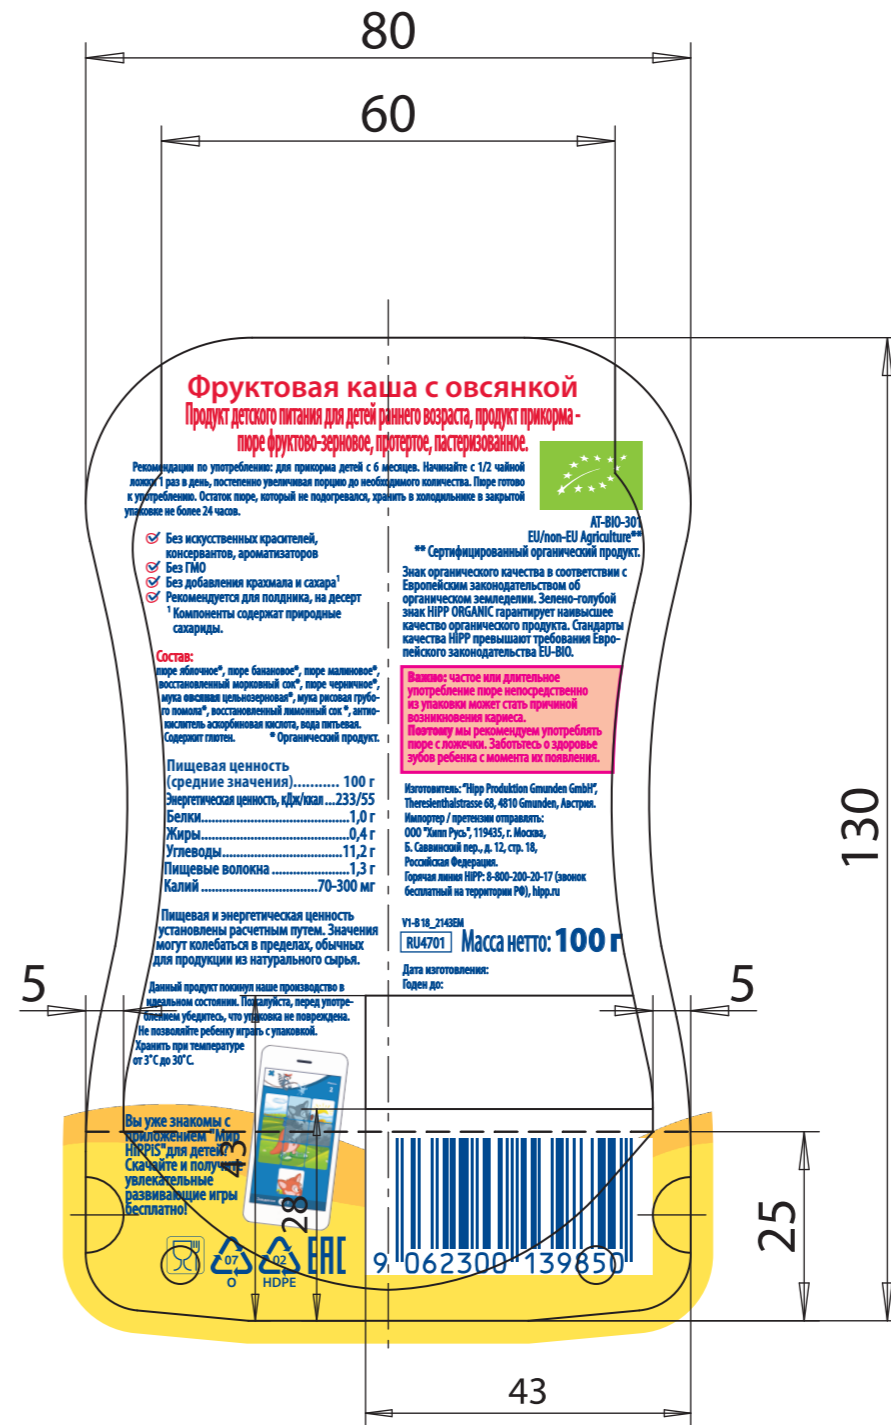 80
60
Фруктовая каша с овсянкой
Продукт детского питания для детей раннего возраста, продукт прикорма -
пюре фруктово-зерновое, протертое, пастеризованное.
Рекомендации по употреблению: для прикорма детей с 6 месяцев. Начинайте с 1/2 чайной
ложки 1 раз в день, постепенно увеличивая порцию до необходимого количества. Пюре готово
к употреблению. Остаток пюре, который не подогревался, хранить в холодильнике в закрытой
упаковке не более 24 часов.
AT-BIO-301
EU/non-EU Agriculture**
** Сертифицированный органический продукт.
Без искусственных красителей,
консервантов, ароматизаторов
Без ГМО
Без добавления крахмала и сахара¹
Рекомендуется для полдника, на десерт
¹ Компоненты содержат природные
сахариды.
Знак органического качества в соответствии с
Европейским законодательством об
органическом земледелии. Зелено-голубой
знак HiPP ORGANIC гарантирует наивысшее
качество органического продукта. Стандарты
качества HiPP превышают требования Евро-
пейского законодательства EU-BIO.
Состав:
пюре яблочное*, пюре банановое*, пюре малиновое*,
восстановленный морковный сок*, пюре черничное*,
мука овсяная цельнозерновая*, мука рисовая грубо-
го помола*, восстановленный лимонный сок *, антио-
кислитель аскорбиновая кислота, вода питьевая.
Содержит глютен. * Органический продукт.
Важно: частое или длительное
употребление пюре непосредственно
из упаковки может стать причиной
возникновения кариеса.
Поэтому мы рекомендуем употреблять
пюре с ложечки. Заботьтесь о здоровье
зубов ребенка с момента их появления.
Пищевая ценность
(средние значения)........... 100 г
Энергетическая ценность, кДж/ккал ...233/55
Белки....................................1,0 г
Жиры....................................0,4 г
Углеводы.............................11,2 г
Пищевые волокна ...................1,3 г
Калий ............................70-300 мг
Изготовитель: "Hipp Produktion Gmunden GmbH",
Theresienthalstrasse 68, 4810 Gmunden, Австрия.
Импортер / претензии отправлять:
ООО "Хипп Русь", 119435, г. Москва,
Б. Саввинский пер., д. 12, стр. 18,
Российская Федерация.
Горячая линия HiPP: 8-800-200-20-17 (звонок
бесплатный на территории РФ), hipp.ru
130
Пищевая и энергетическая ценность
установлены расчетным путем. Значения
могут колебаться в пределах, обычных
для продукции из натурального сырья.
V1-B18_2143EM
RU4701 Масса нетто: 100 г
Дата изготовления:
Годен до:
5
5
Данный продукт покинул наше производство в
идеальном состоянии. Пожалуйста, перед употре-
блением убедитесь, что упаковка не повреждена.
Не позволяйте ребенку играть с упаковкой.
Хранить при температуре
от 3°C до 30°C.
Вы уже знакомы с
приложением "Мир
HiPPiS" для детей?
Скачайте и получите
увлекательные
развивающие игры
бесплатно!
43
28
25
07
O
02
HDPE
EAC
9 062300 139850
43